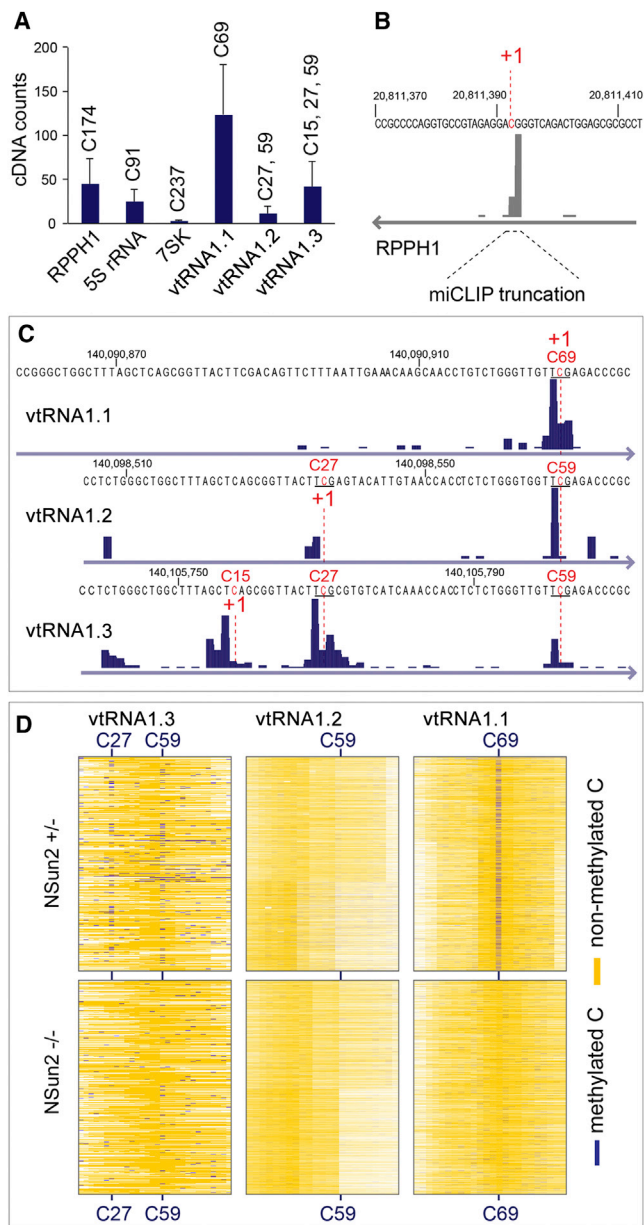 A
cDNA counts
200
150
100
50
0
C174
C91
C237
C69
C27, 59
C15, 27, 59
RPPH1
5S rRNA
7SK
vtRNA1.1
vtRNA1.2
vtRNA1.3
B
+1
20,811,370
20,811,390
20,811,410
CCGCCCCAGGTGCCGTAGAGGACGGGTCAGACTGGAGCGCGCCT
RPPH1
miCLIP truncation
C
+1
140,090,870
140,090,910
C69
CCGGGCTGGCTTTAGCTCAGCGGTTACTTCGACAGTTCTTTAATTGAAACAAGCAACCTGTCTGGGTTGTTCGAGACCCGC
vtRNA1.1
140,098,510
C27
140,098,550
C59
CCTCTGGGCTGGCTTTAGCTCAGCGGTTACTTCGAGTACATTGTAACCACCTCTCTGGGTGGTTCGAGACCCGC
+1
vtRNA1.2
140,105,750
C15
C27
140,105,790
C59
CCTCTGGGCTGGCTTTAGCTCAGCGGTTACTTCGCGTGTCATCAAACCACCTCTCTGGGTTGTTCGAGACCCGC
+1
vtRNA1.3
D
vtRNA1.3
vtRNA1.2
vtRNA1.1
C27
C59
C59
C69
NSun2 +/-
NSun2 -/-
C27
C59
C59
C69
non-methylated C
methylated C